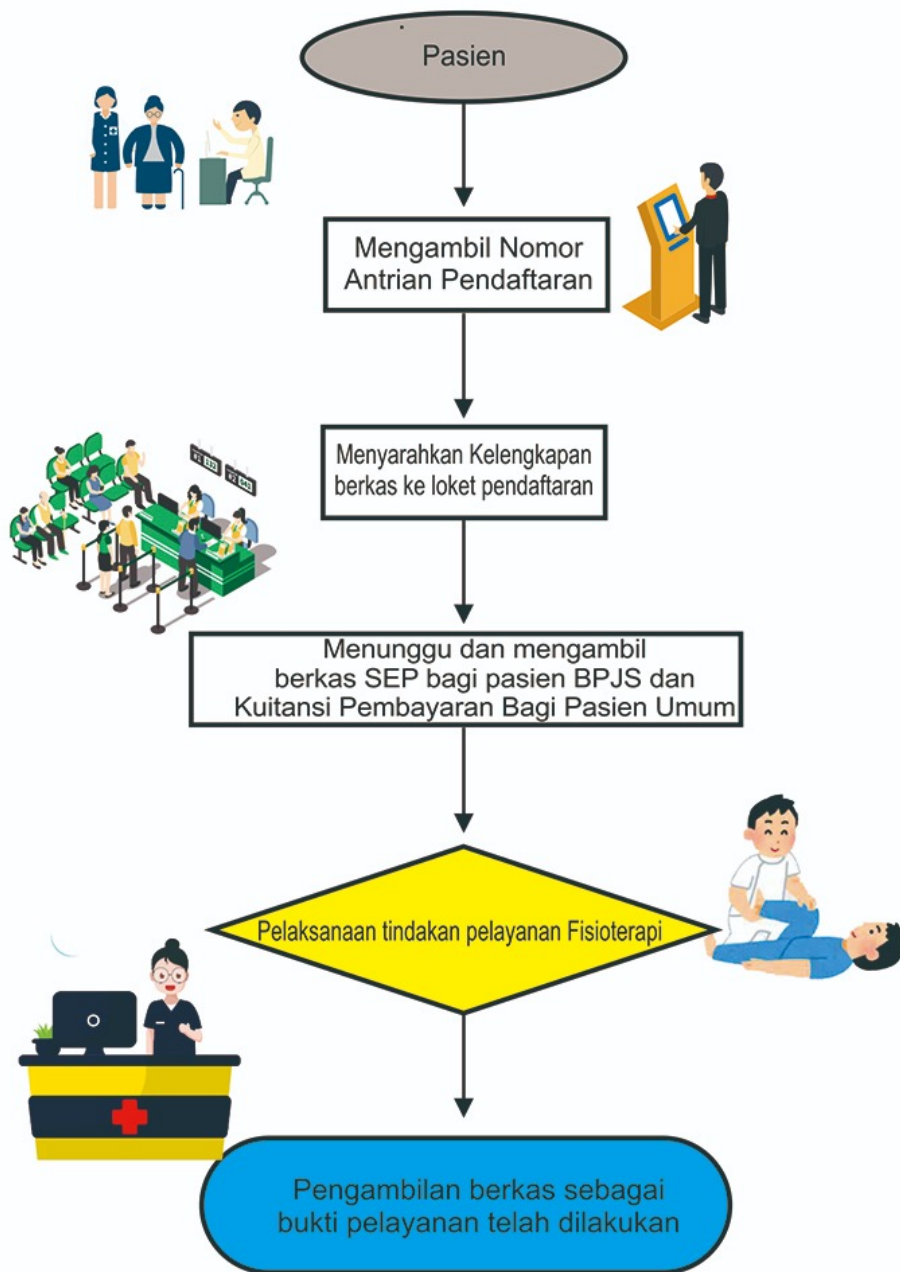 Pasien
Mengambil Nomor
Antrian Pendaftaran
Menyarahkan Kelengkapan
berkas ke loket pendaftaran
Menunggu dan mengambil
berkas SEP bagi pasien BPJS dan
Kuitansi Pembayaran Bagi Pasien Umum
Pelaksanaan tindakan pelayanan Fisioterapi
Pengambilan berkas sebagai
bukti pelayanan telah dilakukan